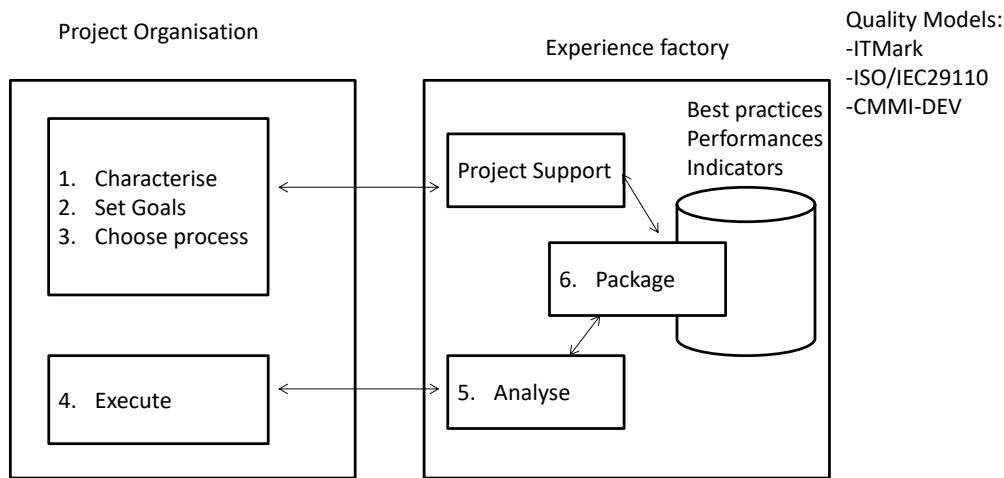 Project Organisation
Experience factory
Quality Models:
-ITMark
-ISO/IEC29110
-CMMI-DEV
1. Characterise
2. Set Goals
3. Choose process
Project Support
Best practices
Performances
Indicators
6. Package
4. Execute
5. Analyse